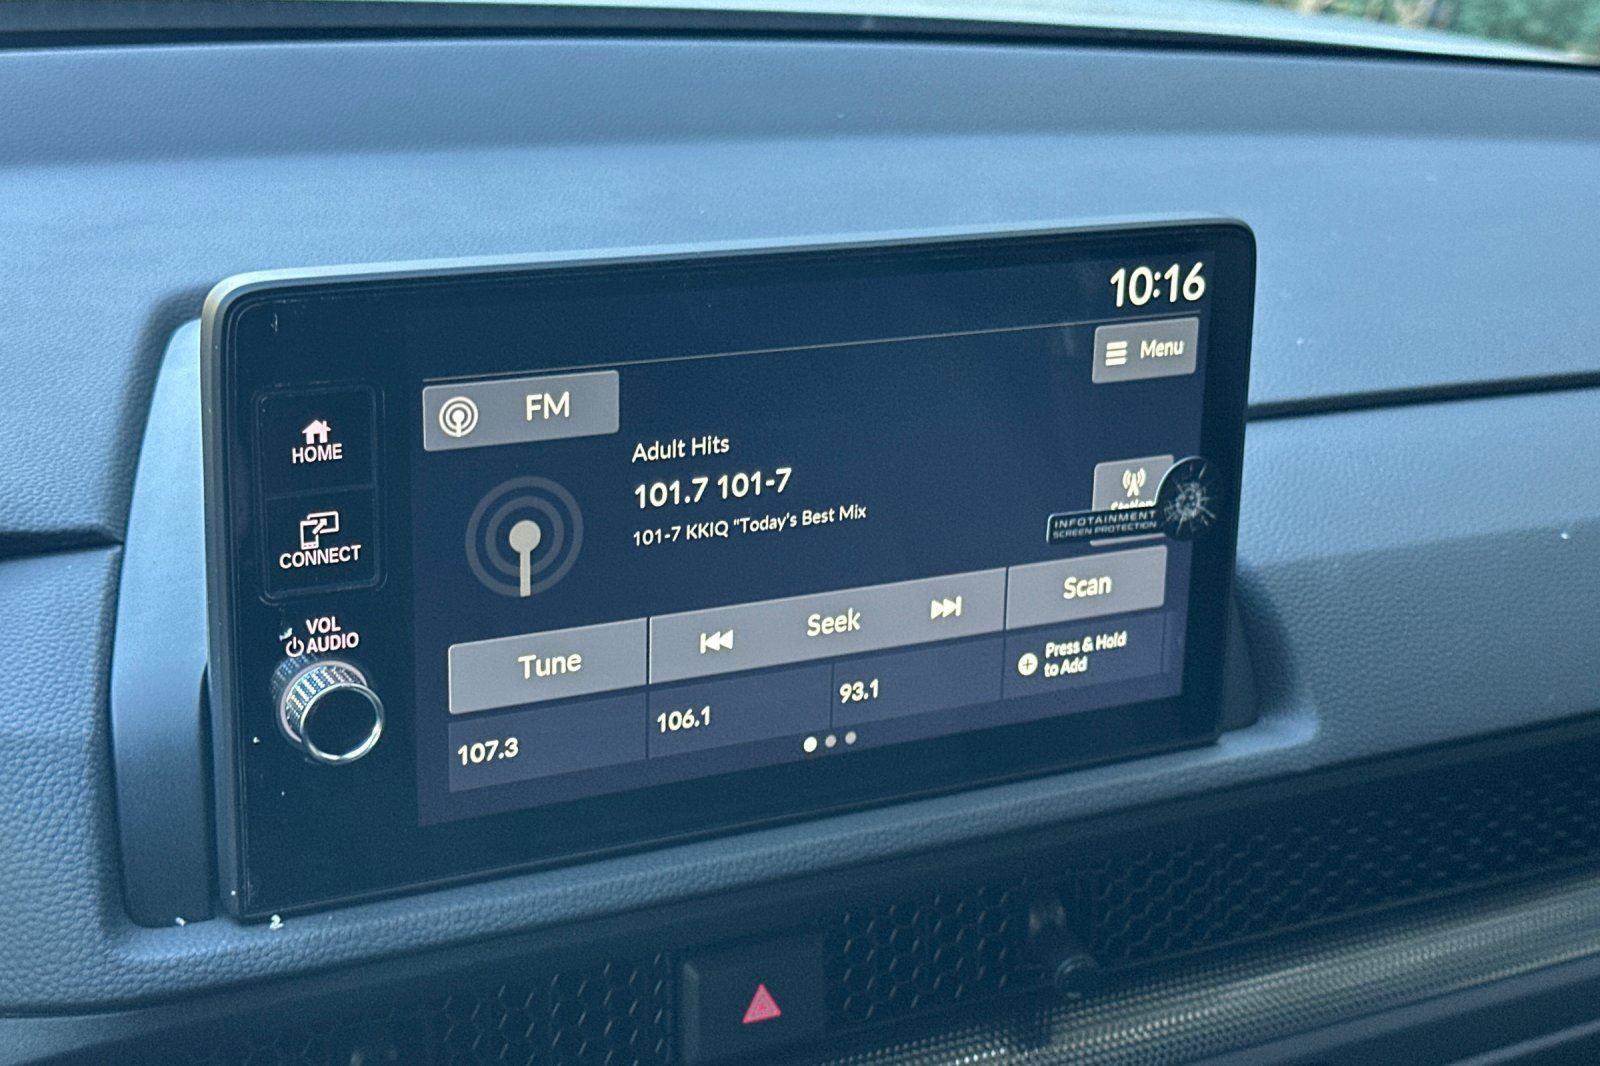 10:16
Menu
FM
HOME
Adult Hits
101.7 101-7
101-7 KKIQ "Today's Best Mix
Station
INFOTAINMENT
SCREEN PROTECTION
CONNECT
VOL
AUDIO
Tune
Seek
Scan
107.3
106.1
93.1
Press & Hold
to Add